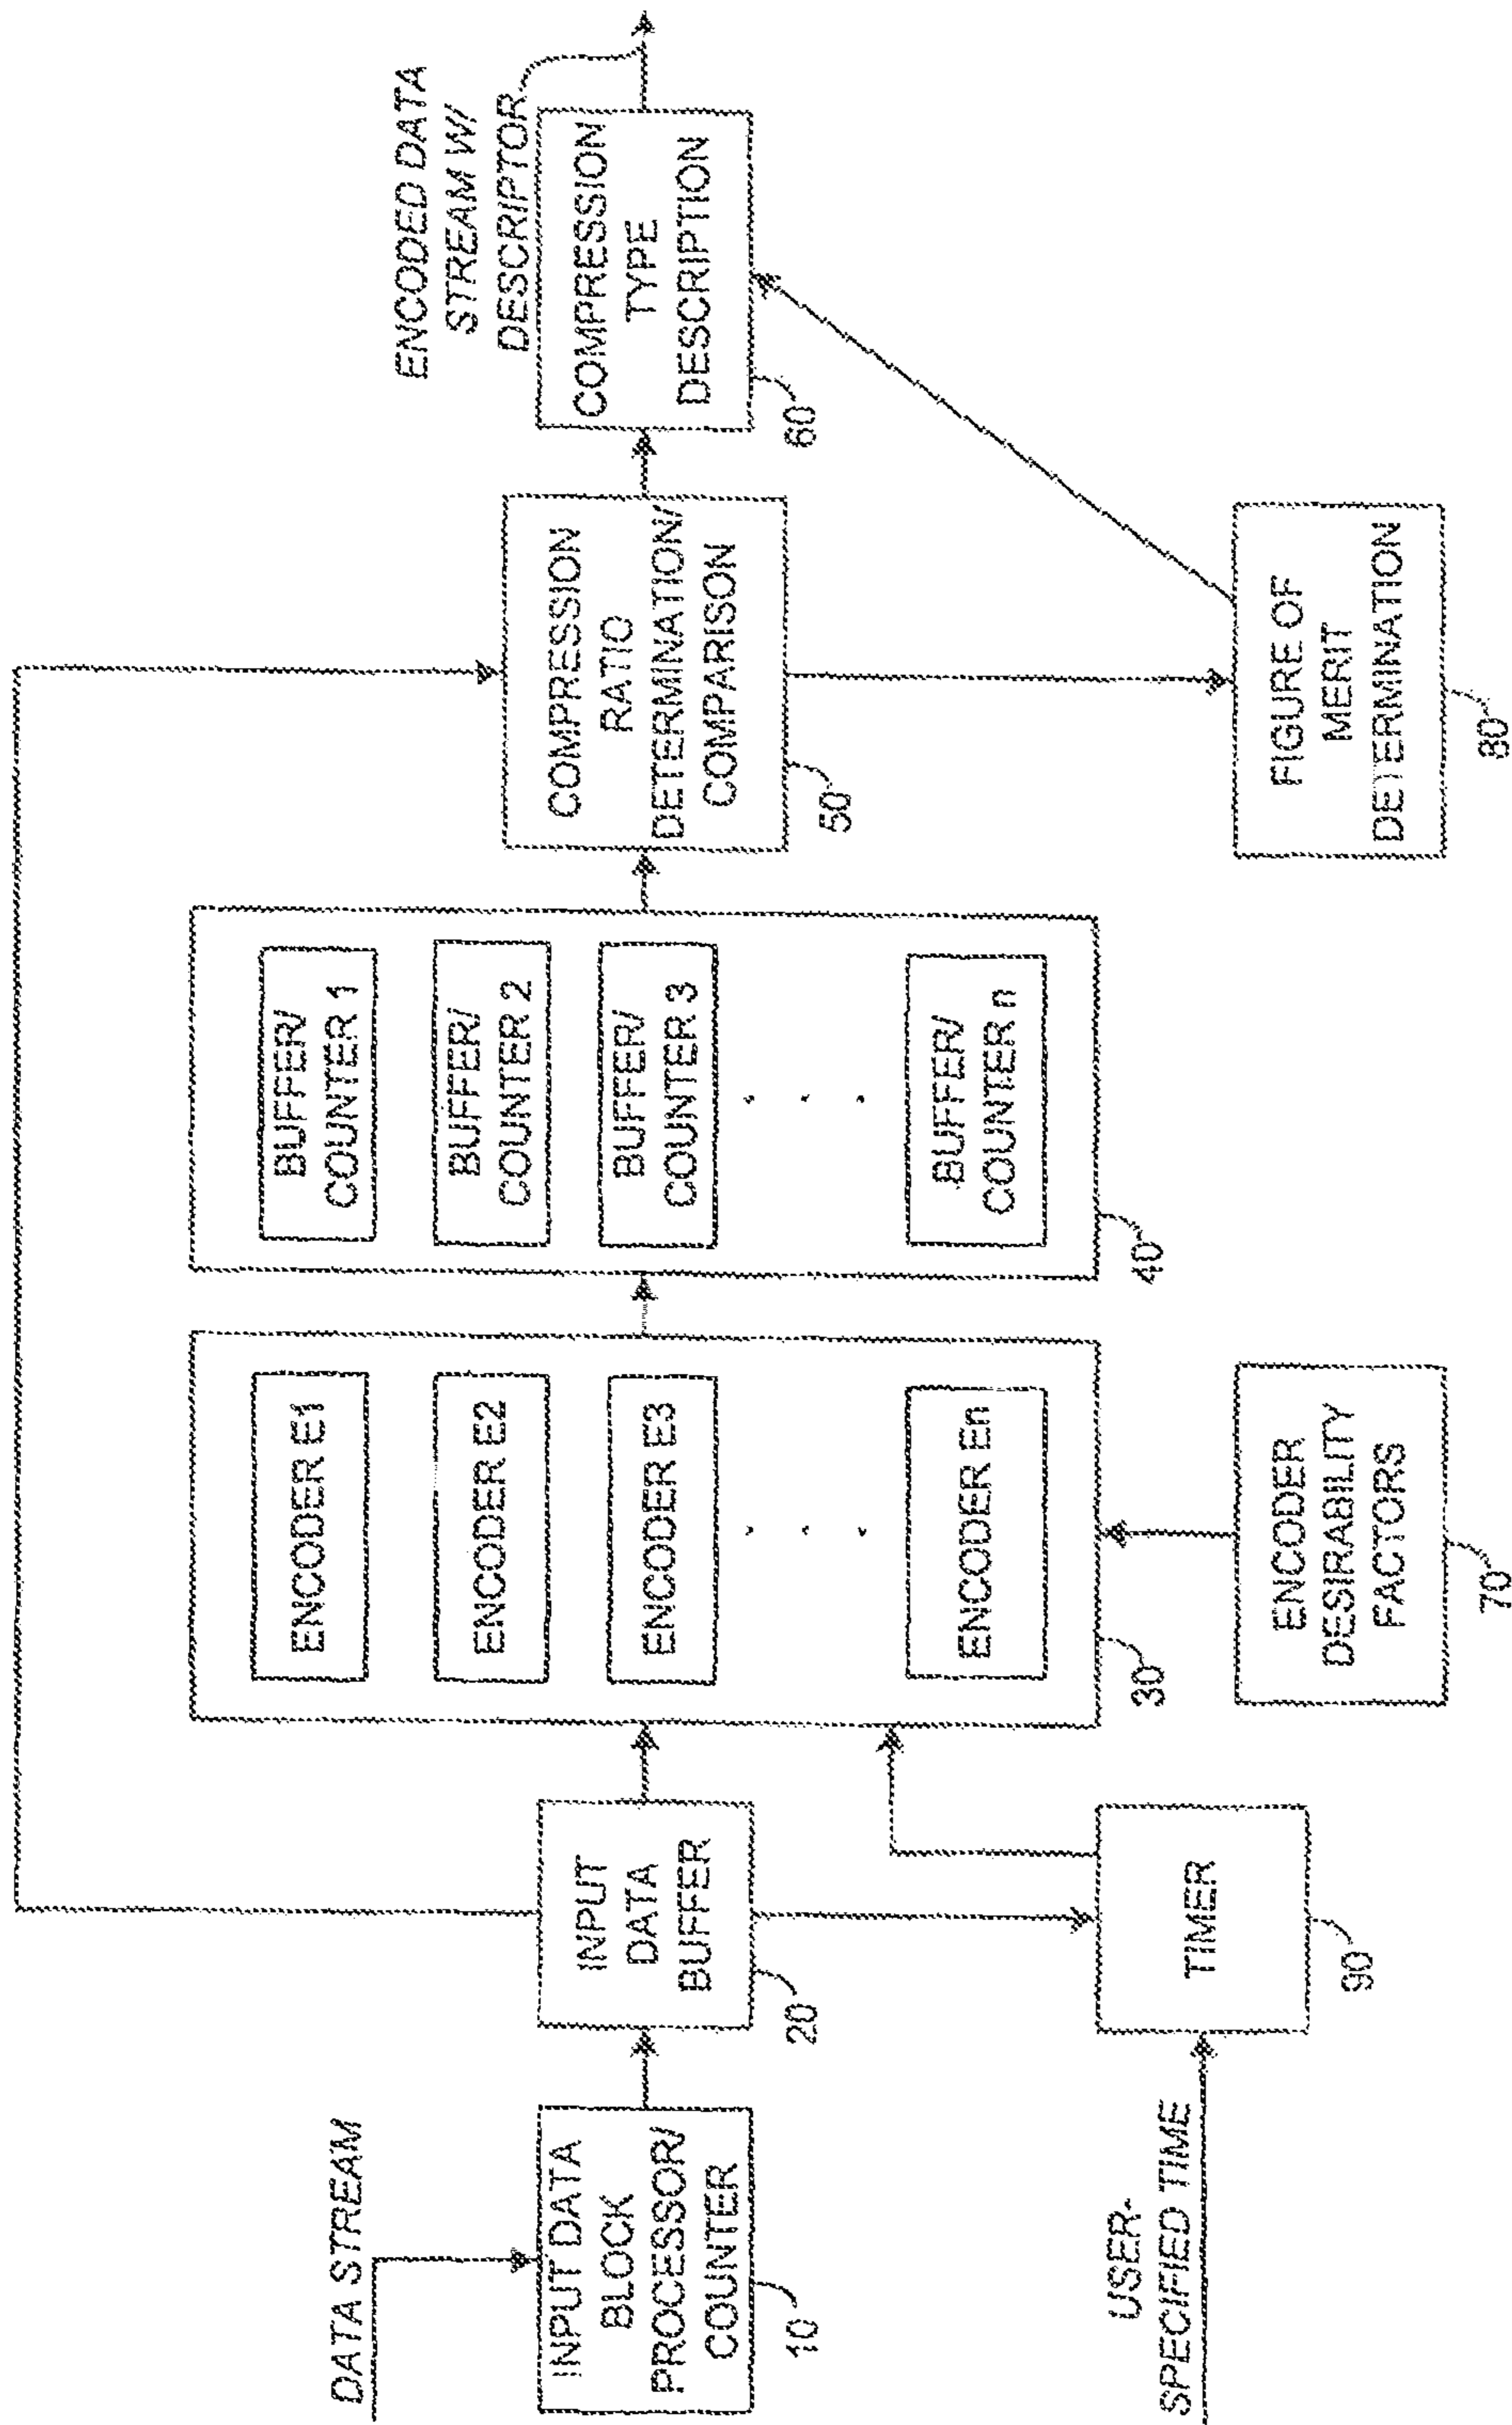 DATA STREAM
INPUT DATA
BLOCK
PROCESSOR/
COUNTER
10
INPUT
DATA
BUFFER
20
USER-
SPECIFIED TIME
TIMER
90
ENCODER E1
ENCODER E2
ENCODER E3
. . .
ENCODER En
30
ENCODER
DESIRABILITY
FACTORS
70
BUFFER/
COUNTER 1
BUFFER/
COUNTER 2
BUFFER/
COUNTER 3
. . .
BUFFER/
COUNTER n
40
COMPRESSION
RATIO
DETERMINATION/
COMPARISON
50
FIGURE OF
MERIT
DETERMINATION
80
ENCODED DATA
STREAM W/
DESCRIPTOR
COMPRESSION
TYPE
DESCRIPTION
60